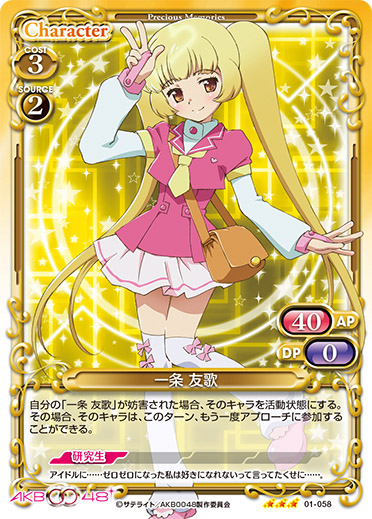 Precious Memories
Character
COST
3
SOURCE
2
40 AP
DP 0
一条 友歌
自分の「一条 友歌」が妨害された場合、そのキャラを活動状態にする。
その場合、そのキャラは、このターン、もう一度アプローチに参加する
ことができる。
研究生
アイドルに……ゼロゼロになった私は好きになれないって言ってたくせに……。
AKB0048
01-058
©サテライト/AKB0048製作委員会